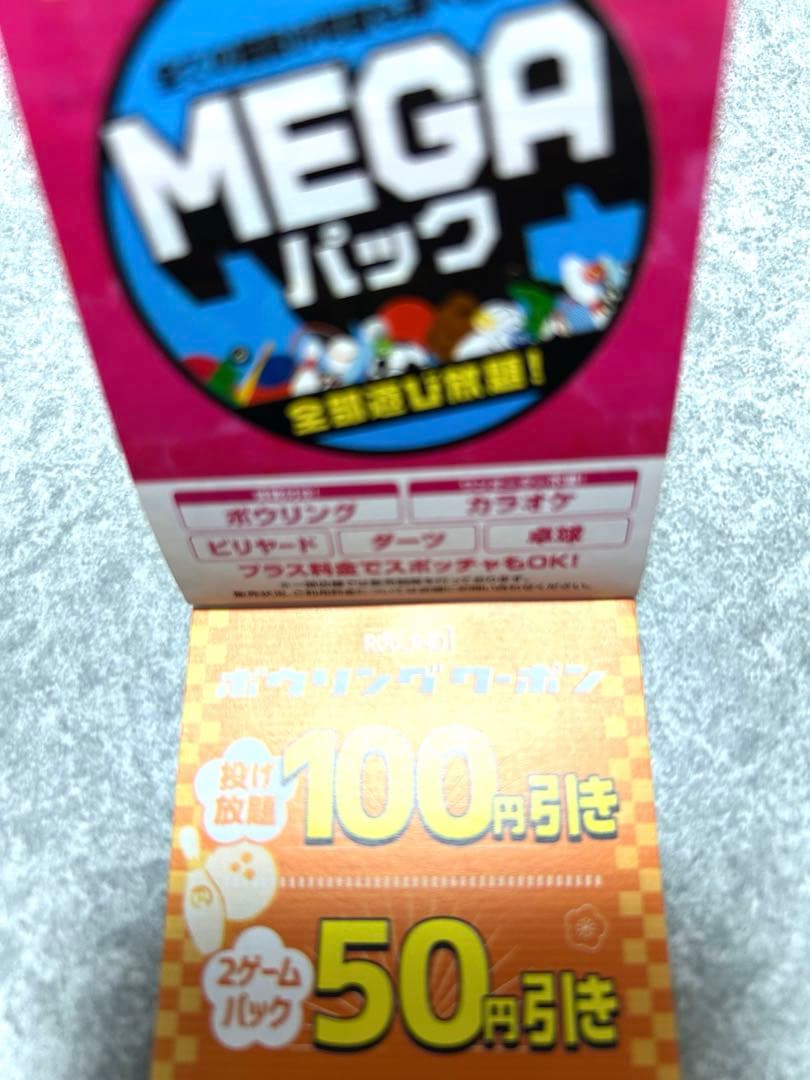 MEGA
パック
全部遊び放題！
ボウリング
カラオケ
ビリヤード
ダーツ
卓球
プラス料金でスポッチャもOK！
ROUND1
ボウリングクーポン
投げ
放題
100円引き
2ゲーム
パック
50円引き